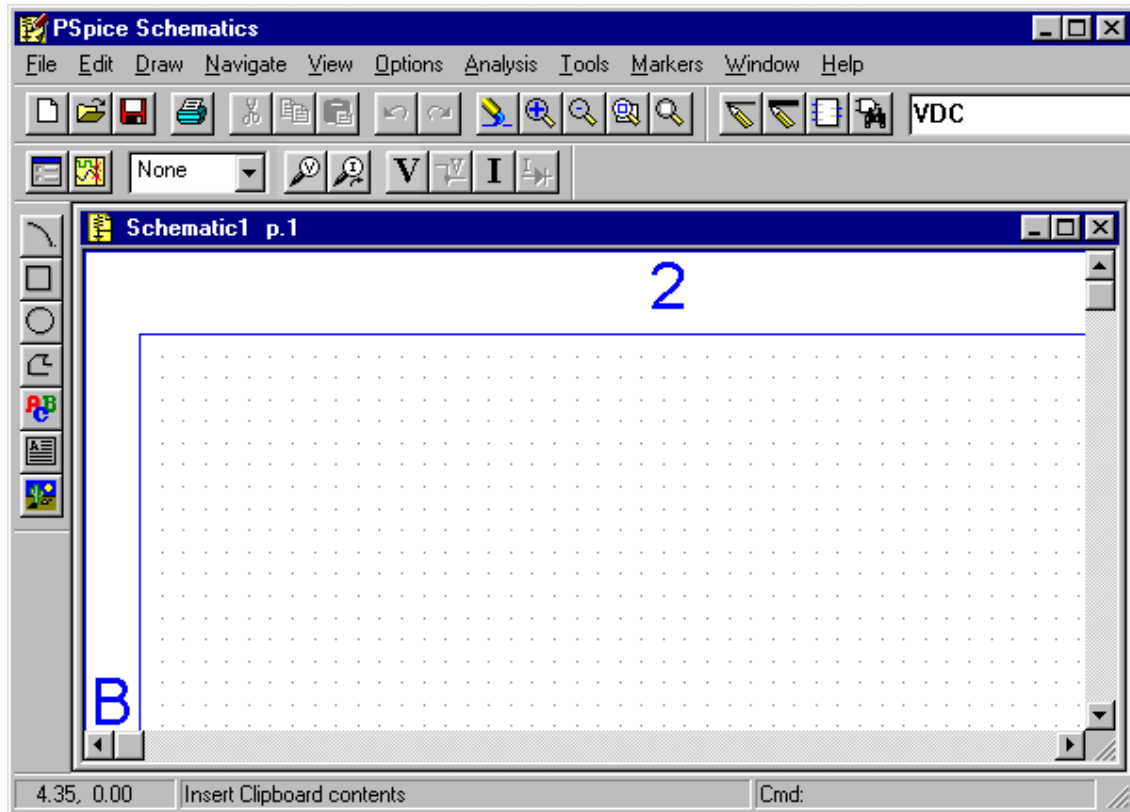 PSpice Schematics
File Edit Draw Navigate View Options Analysis Tools Markers Window Help
VDC
None V I V V I I
Schematic1 p.1
2
ABC
A
B
4.35, 0.00 Insert Clipboard contents Cmd: